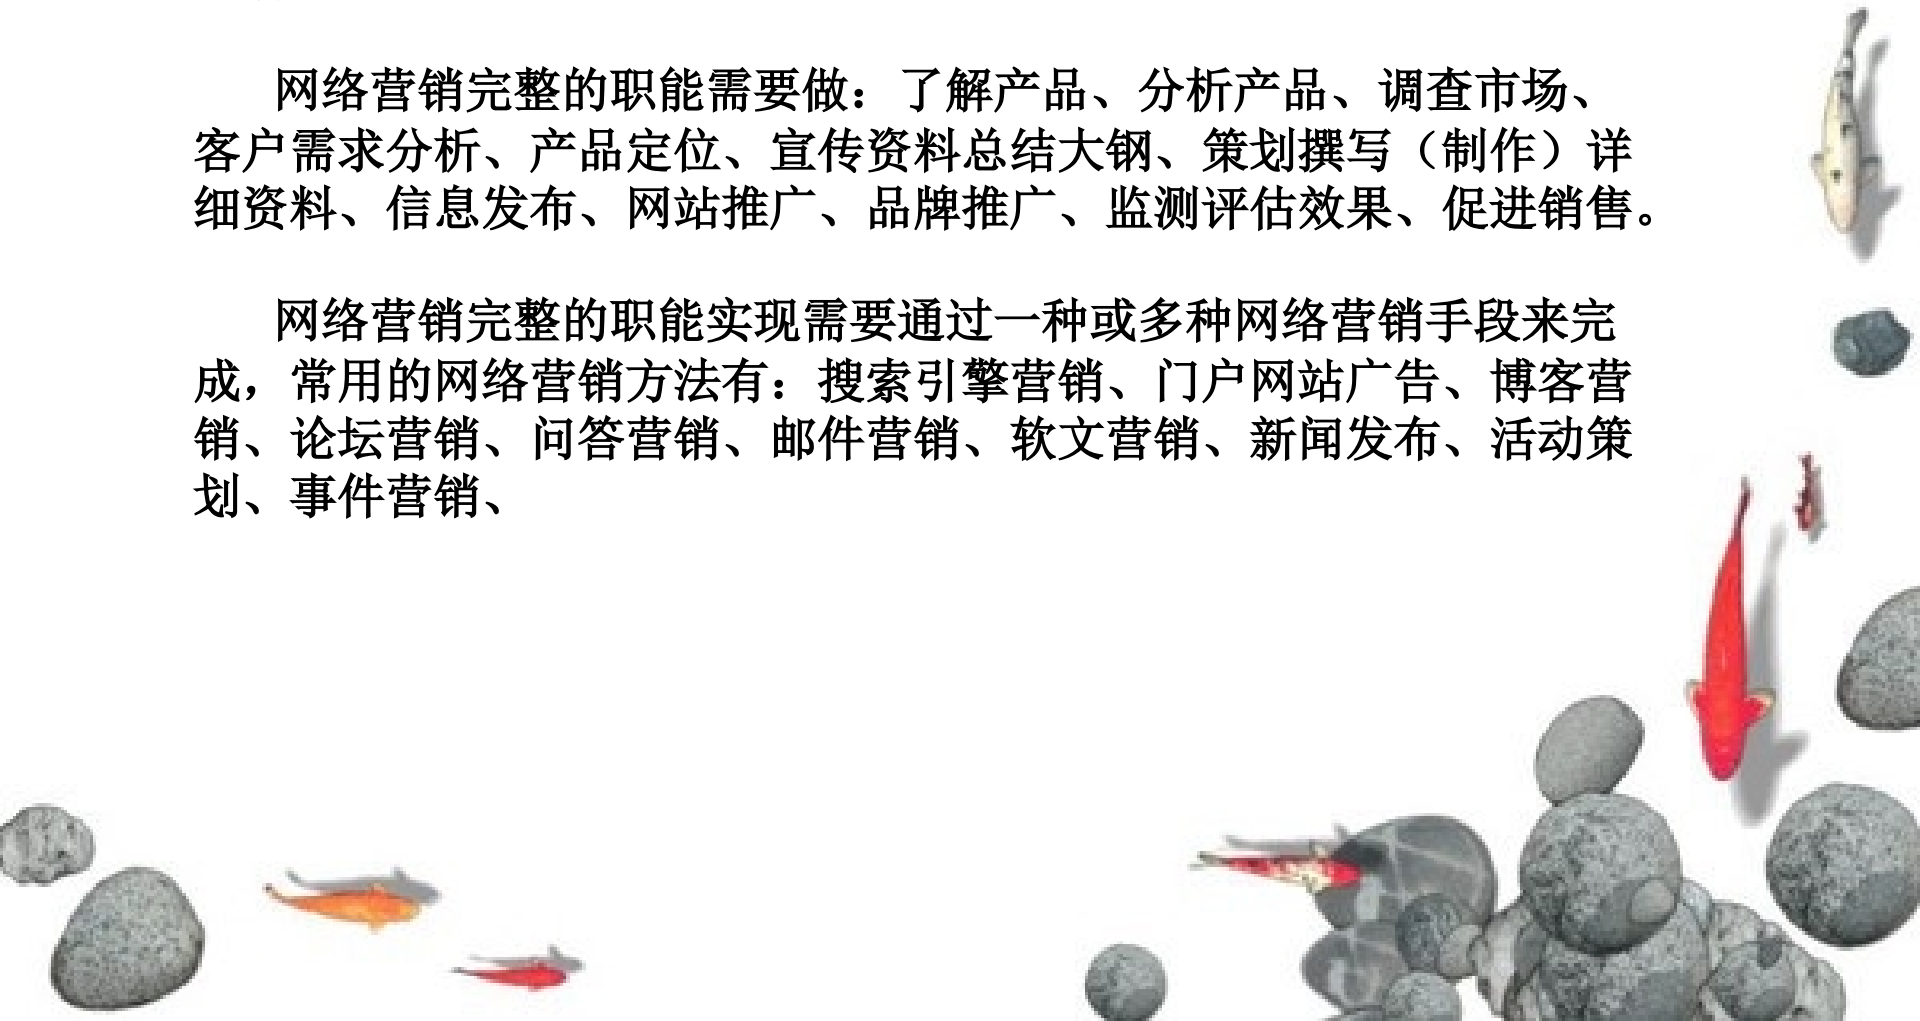 网络营销完整的职能需要做：了解产品、分析产品、调查市场、
客户需求分析、产品定位、宣传资料总结大钢、策划撰写（制作）详
细资料、信息发布、网站推广、品牌推广、监测评估效果、促进销售。
网络营销完整的职能实现需要通过一种或多种网络营销手段来完
成，常用的网络营销方法有：搜索引擎营销、门户网站广告、博客营
销、论坛营销、问答营销、邮件营销、软文营销、新闻发布、活动策
划、事件营销、